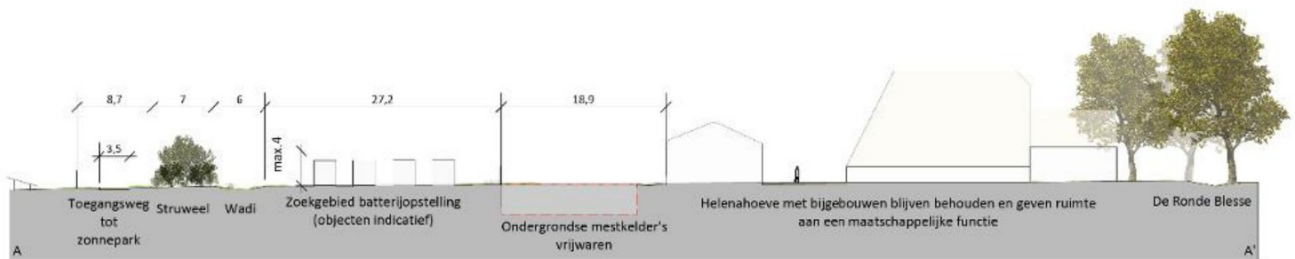 8,7
7
6
27,2
18,9
3,5
max.4
Toegangsweg
tot
zonnepark
Struweel
Wadi
Zoekgebied batterijopstelling
(objecten indicatief)
Ondergrondse mestkelder's
vrijwaren
Helenahoeve met bijgebouwen blijven behouden en geven ruimte
aan een maatschappelijke functie
De Ronde Blesse
A
A'